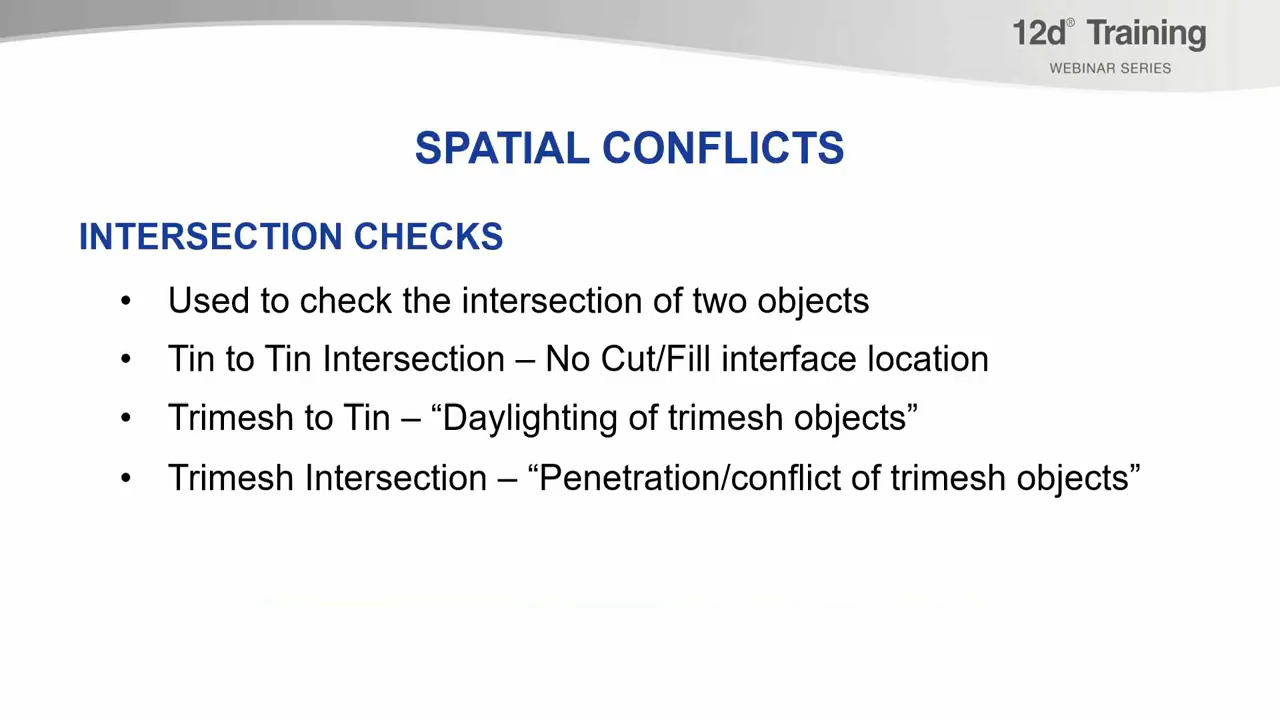 12d® Training
WEBINAR SERIES
SPATIAL CONFLICTS
INTERSECTION CHECKS
• Used to check the intersection of two objects
• Tin to Tin Intersection – No Cut/Fill interface location
• Trimesh to Tin – “Daylighting of trimesh objects”
• Trimesh Intersection – “Penetration/conflict of trimesh objects”